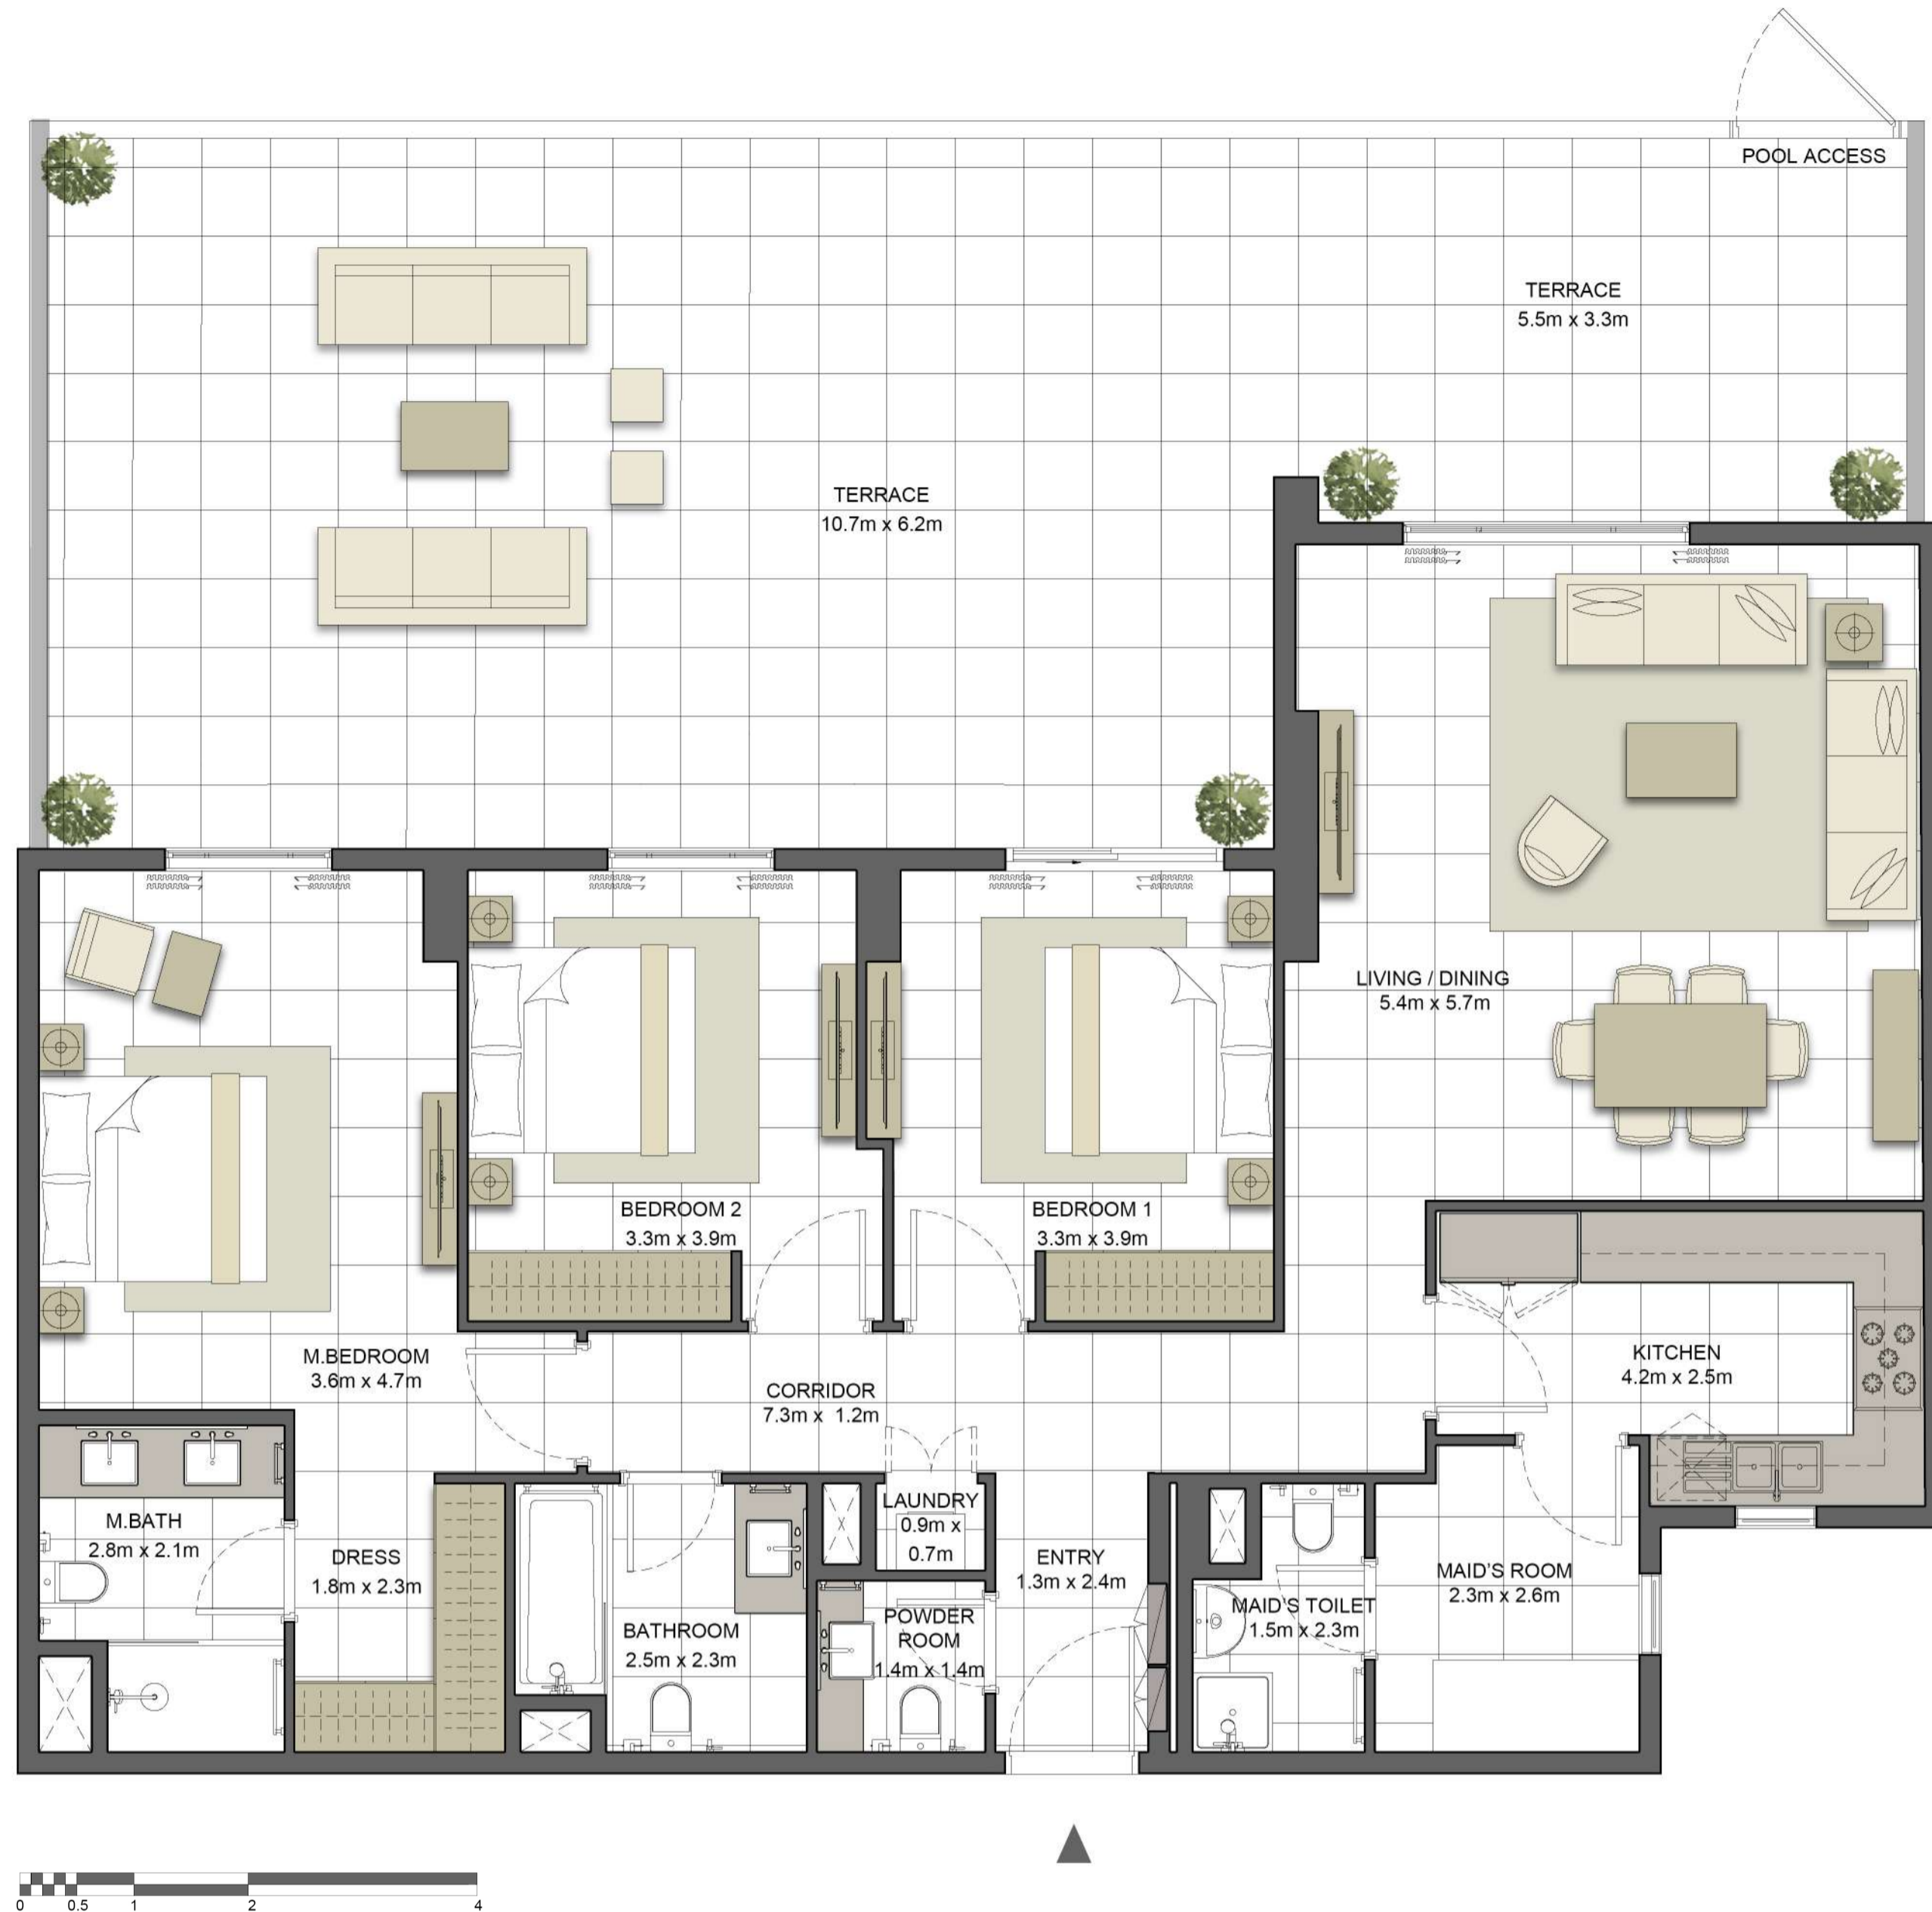 POOL ACCESS
TERRACE
5.5m x 3.3m
TERRACE
10.7m x 6.2m
LIVING / DINING
5.4m x 5.7m
BEDROOM 2
3.3m x 3.9m
BEDROOM 1
3.3m x 3.9m
M.BEDROOM
3.6m x 4.7m
CORRIDOR
7.3m x 1.2m
KITCHEN
4.2m x 2.5m
M.BATH
2.8m x 2.1m
DRESS
1.8m x 2.3m
BATHROOM
2.5m x 2.3m
LAUNDRY
0.9m x
0.7m
POWDER
ROOM
1.4m x 1.4m
ENTRY
1.3m x 2.4m
MAID'S TOILET
1.5m x 2.3m
MAID'S ROOM
2.3m x 2.6m
0 0.5 1 2 4